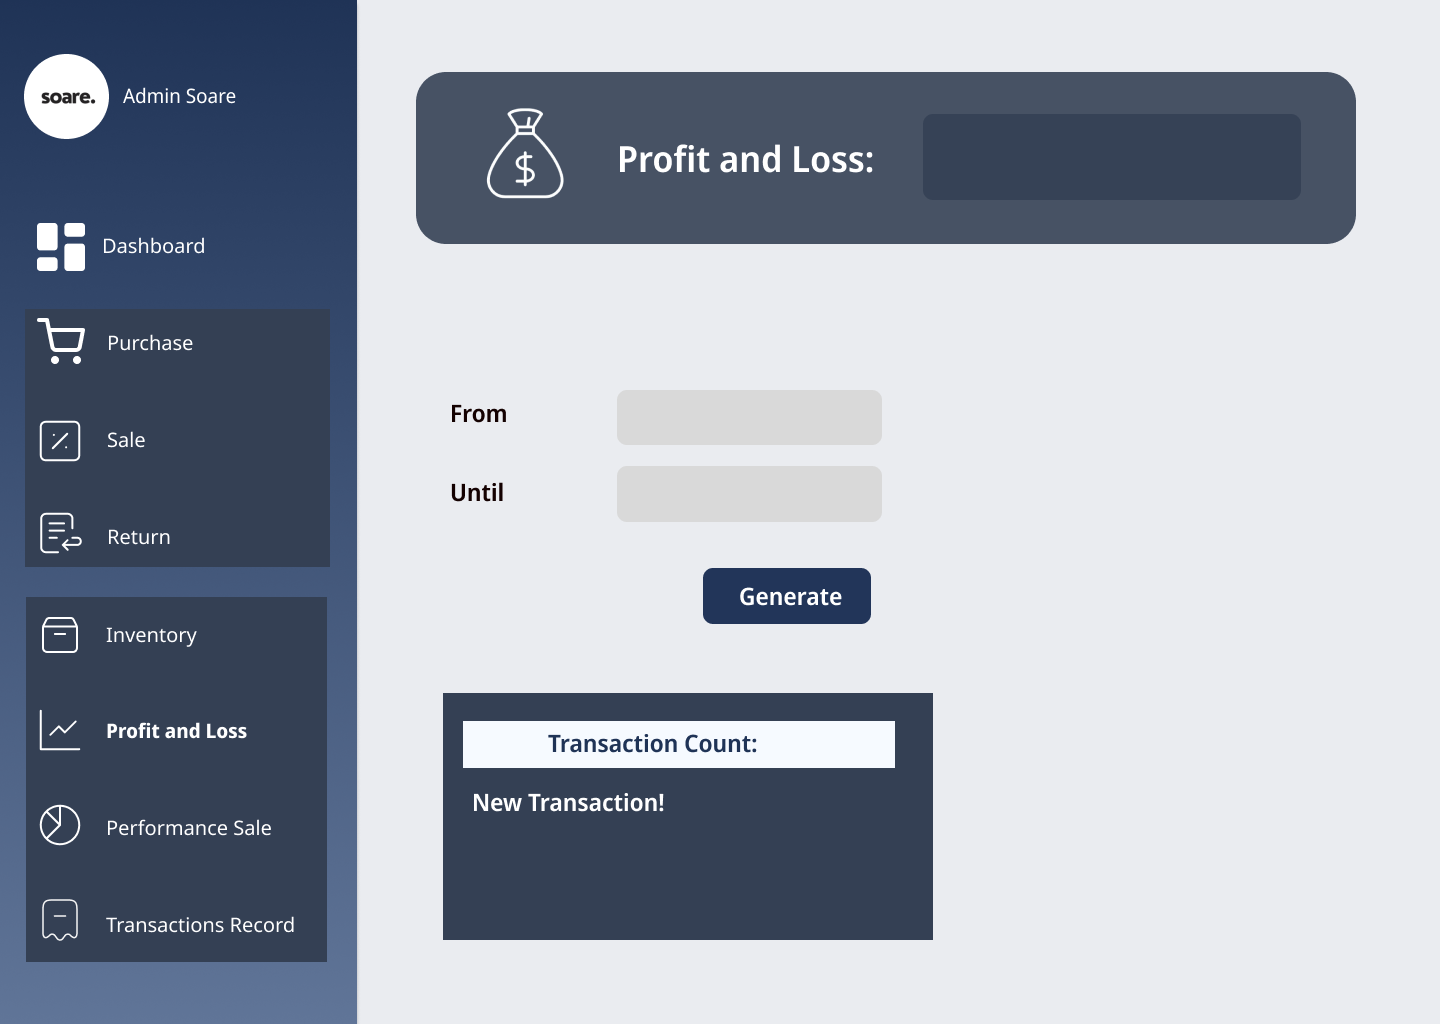 soare.
Admin Soare
Dashboard
Purchase
Sale
Return
Inventory
Profit and Loss
Performance Sale
Transactions Record
$
Profit and Loss:
From
Until
Generate
Transaction Count:
New Transaction!